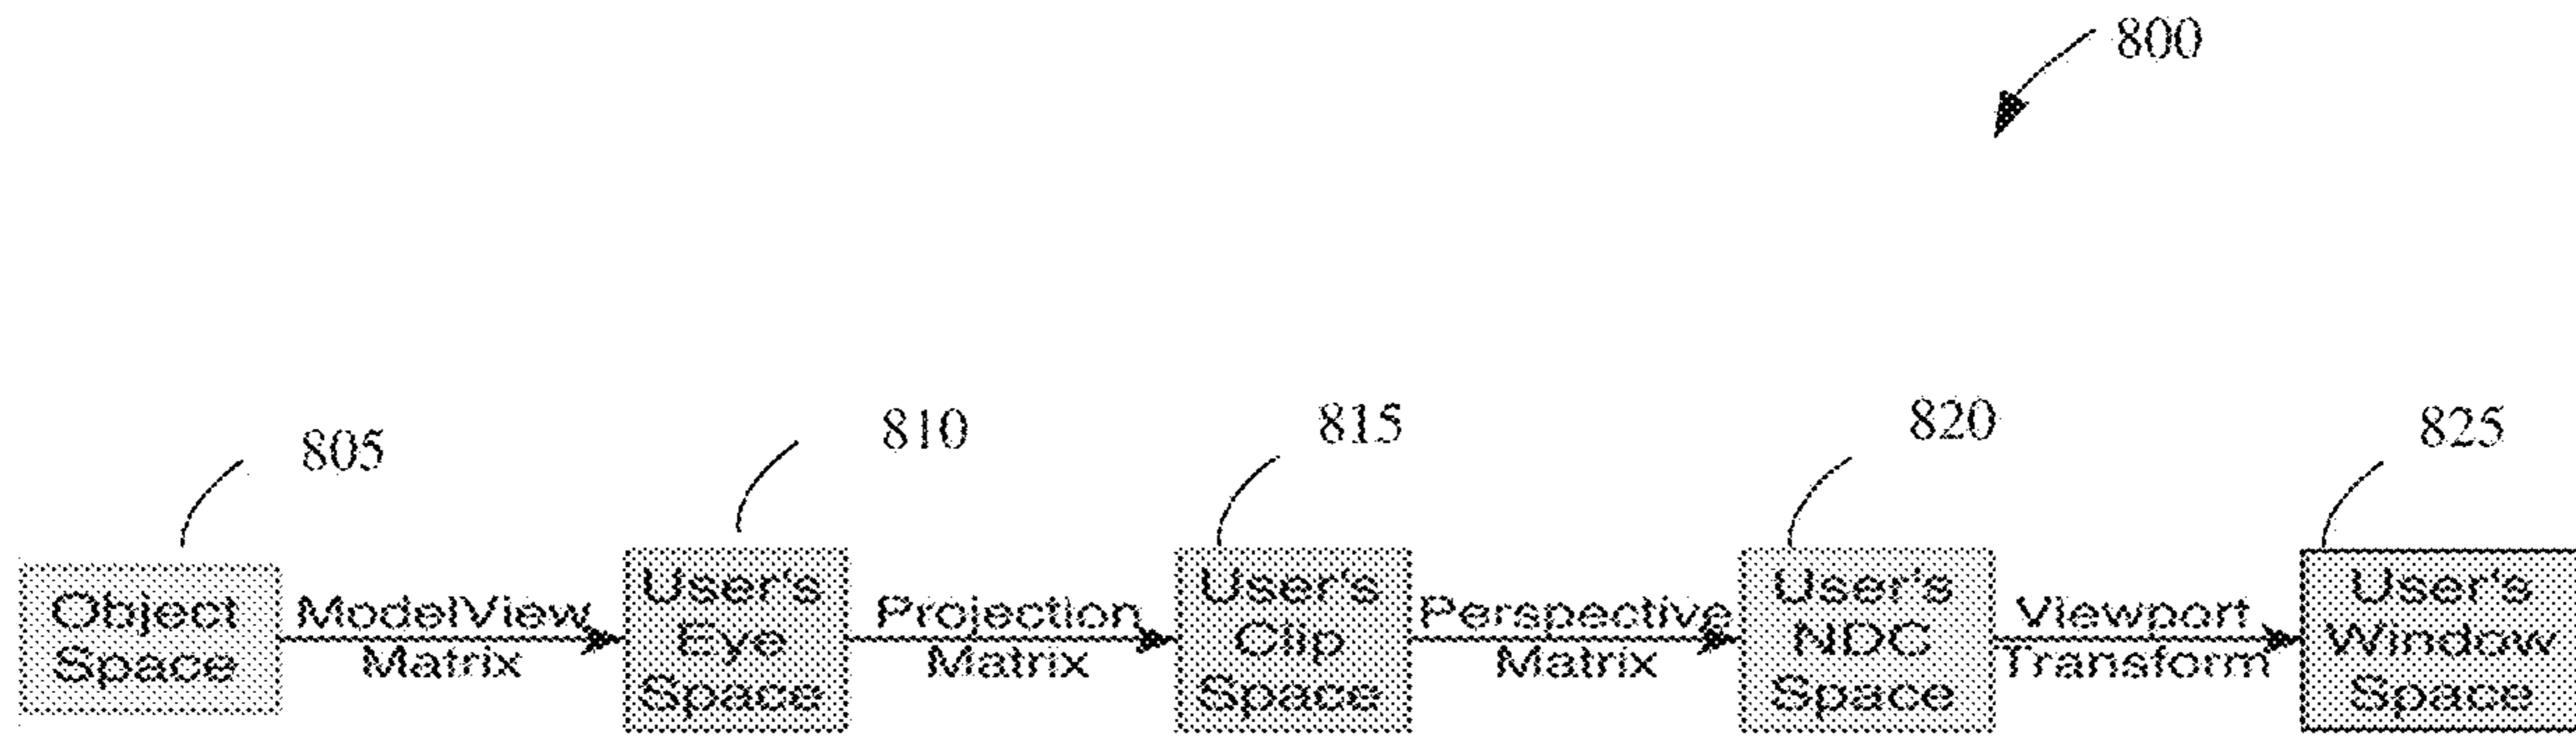 800
805
810
815
820
825
Object
Space
ModelView
Matrix
User's
Eye
Space
Projection
Matrix
User's
Clip
Space
Perspective
Matrix
User's
NDC
Space
Viewport
Transform
User's
Window
Space